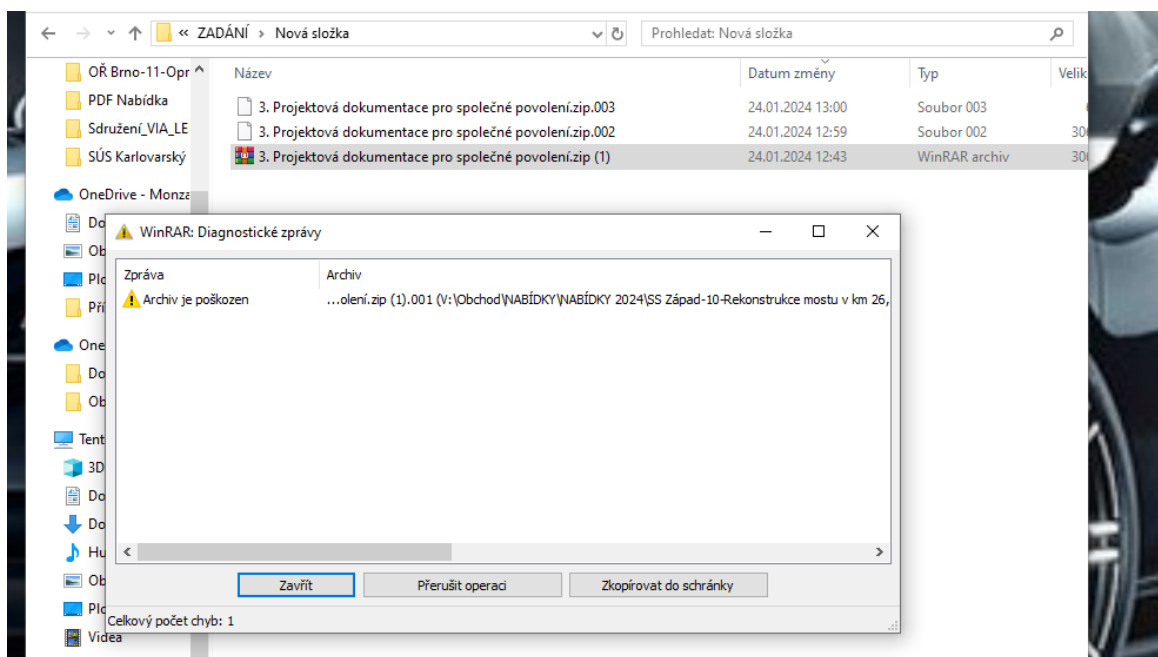 « ZADÁNÍ › Nová složka
Prohledat: Nová složka
OŘ Brno-11-Opr
PDF Nabídka
Sdružení_VIA_LE
SÚS Karlovarský
OneDrive - Monza
Do
Ob
Plo
Pří
One
Do
Ob
Tent
3D
Do
Do
Hu
Ob
Plo
Videa
Název Datum změny Typ Velik
3. Projektová dokumentace pro společné povolení.zip.003 24.01.2024 13:00 Soubor 003
3. Projektová dokumentace pro společné povolení.zip.002 24.01.2024 12:59 Soubor 002 30
3. Projektová dokumentace pro společné povolení.zip (1) 24.01.2024 12:43 WinRAR archiv 30
WinRAR: Diagnostické zprávy
Zpráva Archiv
Archiv je poškozen ...olení.zip (1).001 (V:\Obchod\NABÍDKY\NABÍDKY 2024\SS Západ-10-Rekonstrukce mostu v km 26,
Zavřít Přerušit operaci Zkopírovat do schránky
Celkový počet chyb: 1